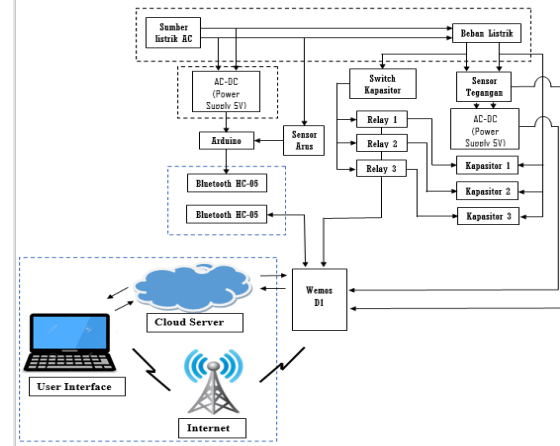 Sumber
listrik AC
Beban Listrik
AC-DC
(Power
Supply 5V)
Switch
Kapasitor
Sensor
Tegangan
Relay 1
AC-DC
(Power
Supply 5V)
Arduino
Sensor
Arus
Relay 2
Relay 3
Kapasitor 1
Bluetooth HC-05
Kapasitor 2
Bluetooth HC-05
Kapasitor 3
Wemos
D1
Cloud Server
User Interface
Internet